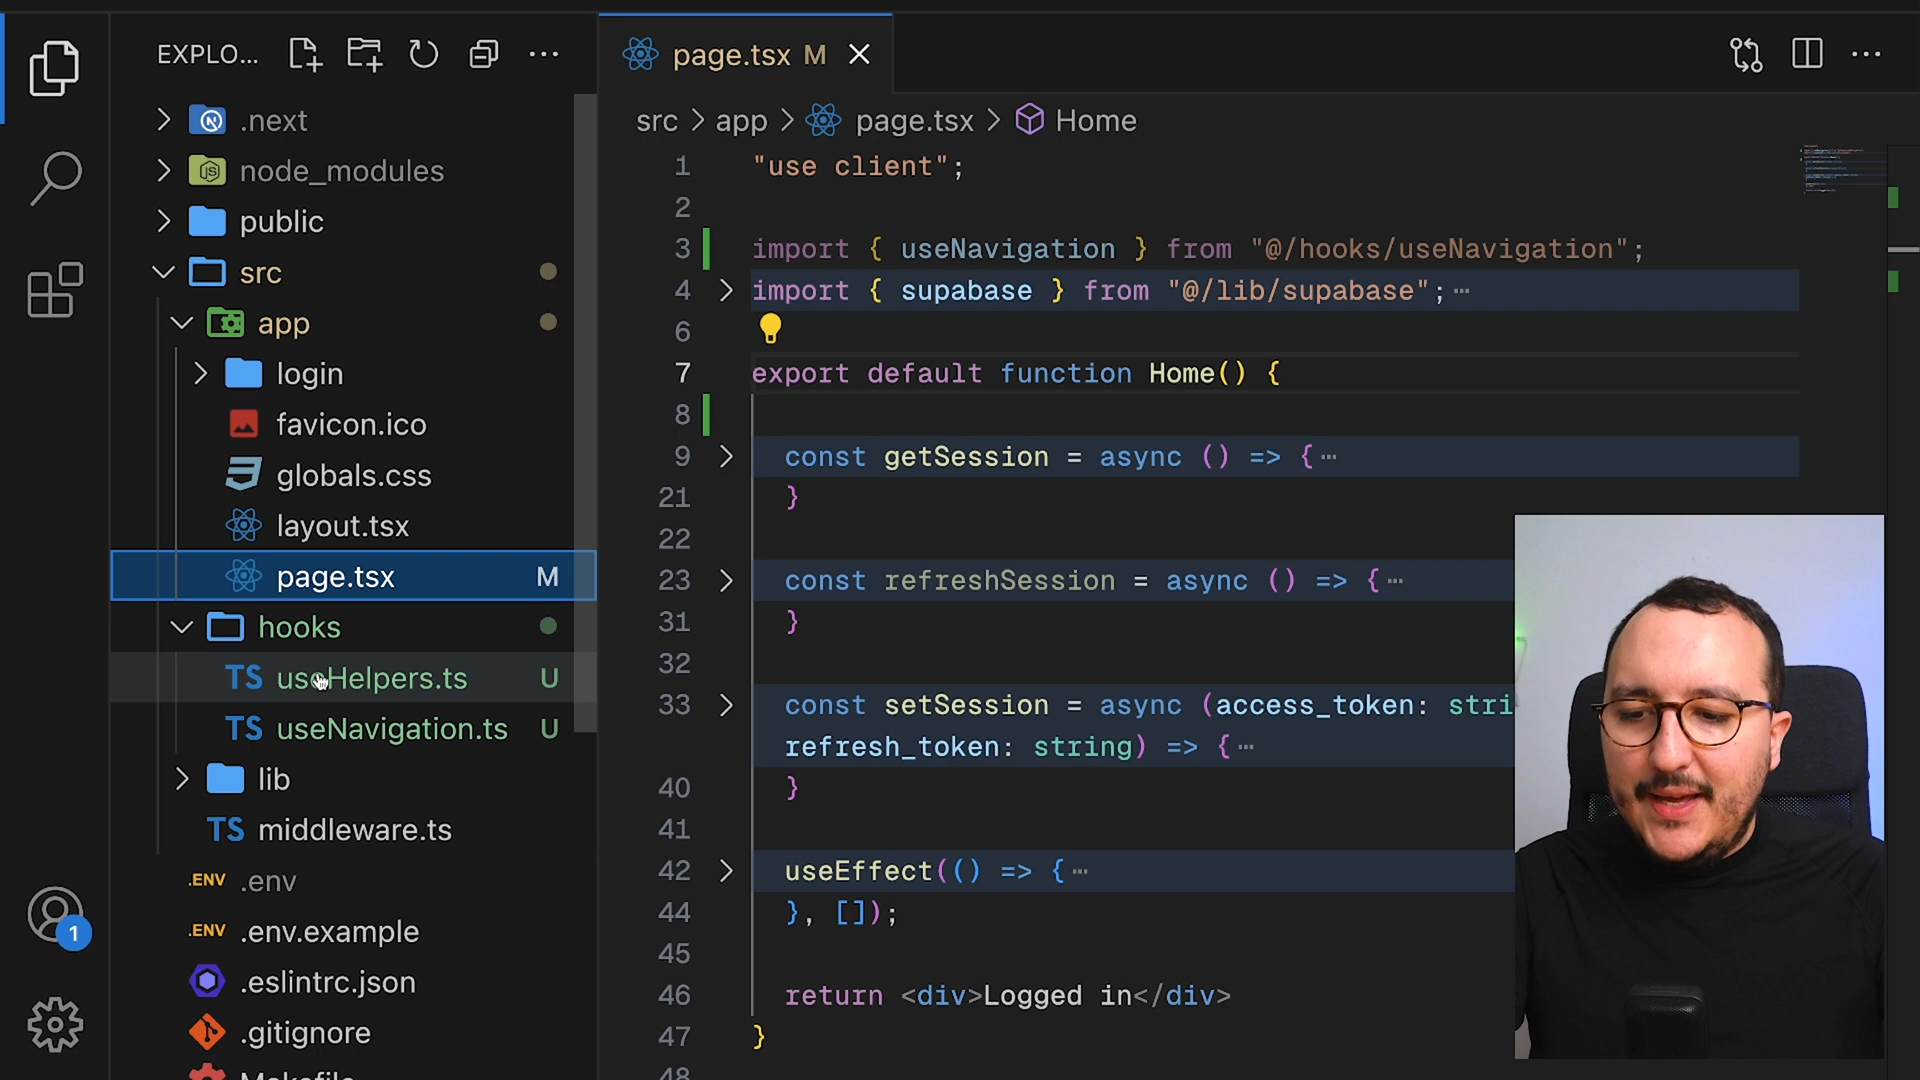 EXPLO...
.next
node_modules
public
src
app
login
favicon.ico
globals.css
layout.tsx
page.tsx M
hooks
TS useHelpers.ts U
TS useNavigation.ts U
lib
TS middleware.ts
.ENV .env
.ENV .env.example
.eslintrc.json
.gitignore
Makefile
1
page.tsx M
src > app > page.tsx > Home
1 "use client";
2
3 import { useNavigation } from "@/hooks/useNavigation";
4 import { supabase } from "@/lib/supabase";…
6
7 export default function Home() {
8
9 const getSession = async () => {…
21 }
22
23 const refreshSession = async () => {…
31 }
32
33 const setSession = async (access_token: stri
refresh_token: string) => {…
40 }
41
42 useEffect(() => {…
44 }, []);
45
46 return <div>Logged in</div>
47 }
48